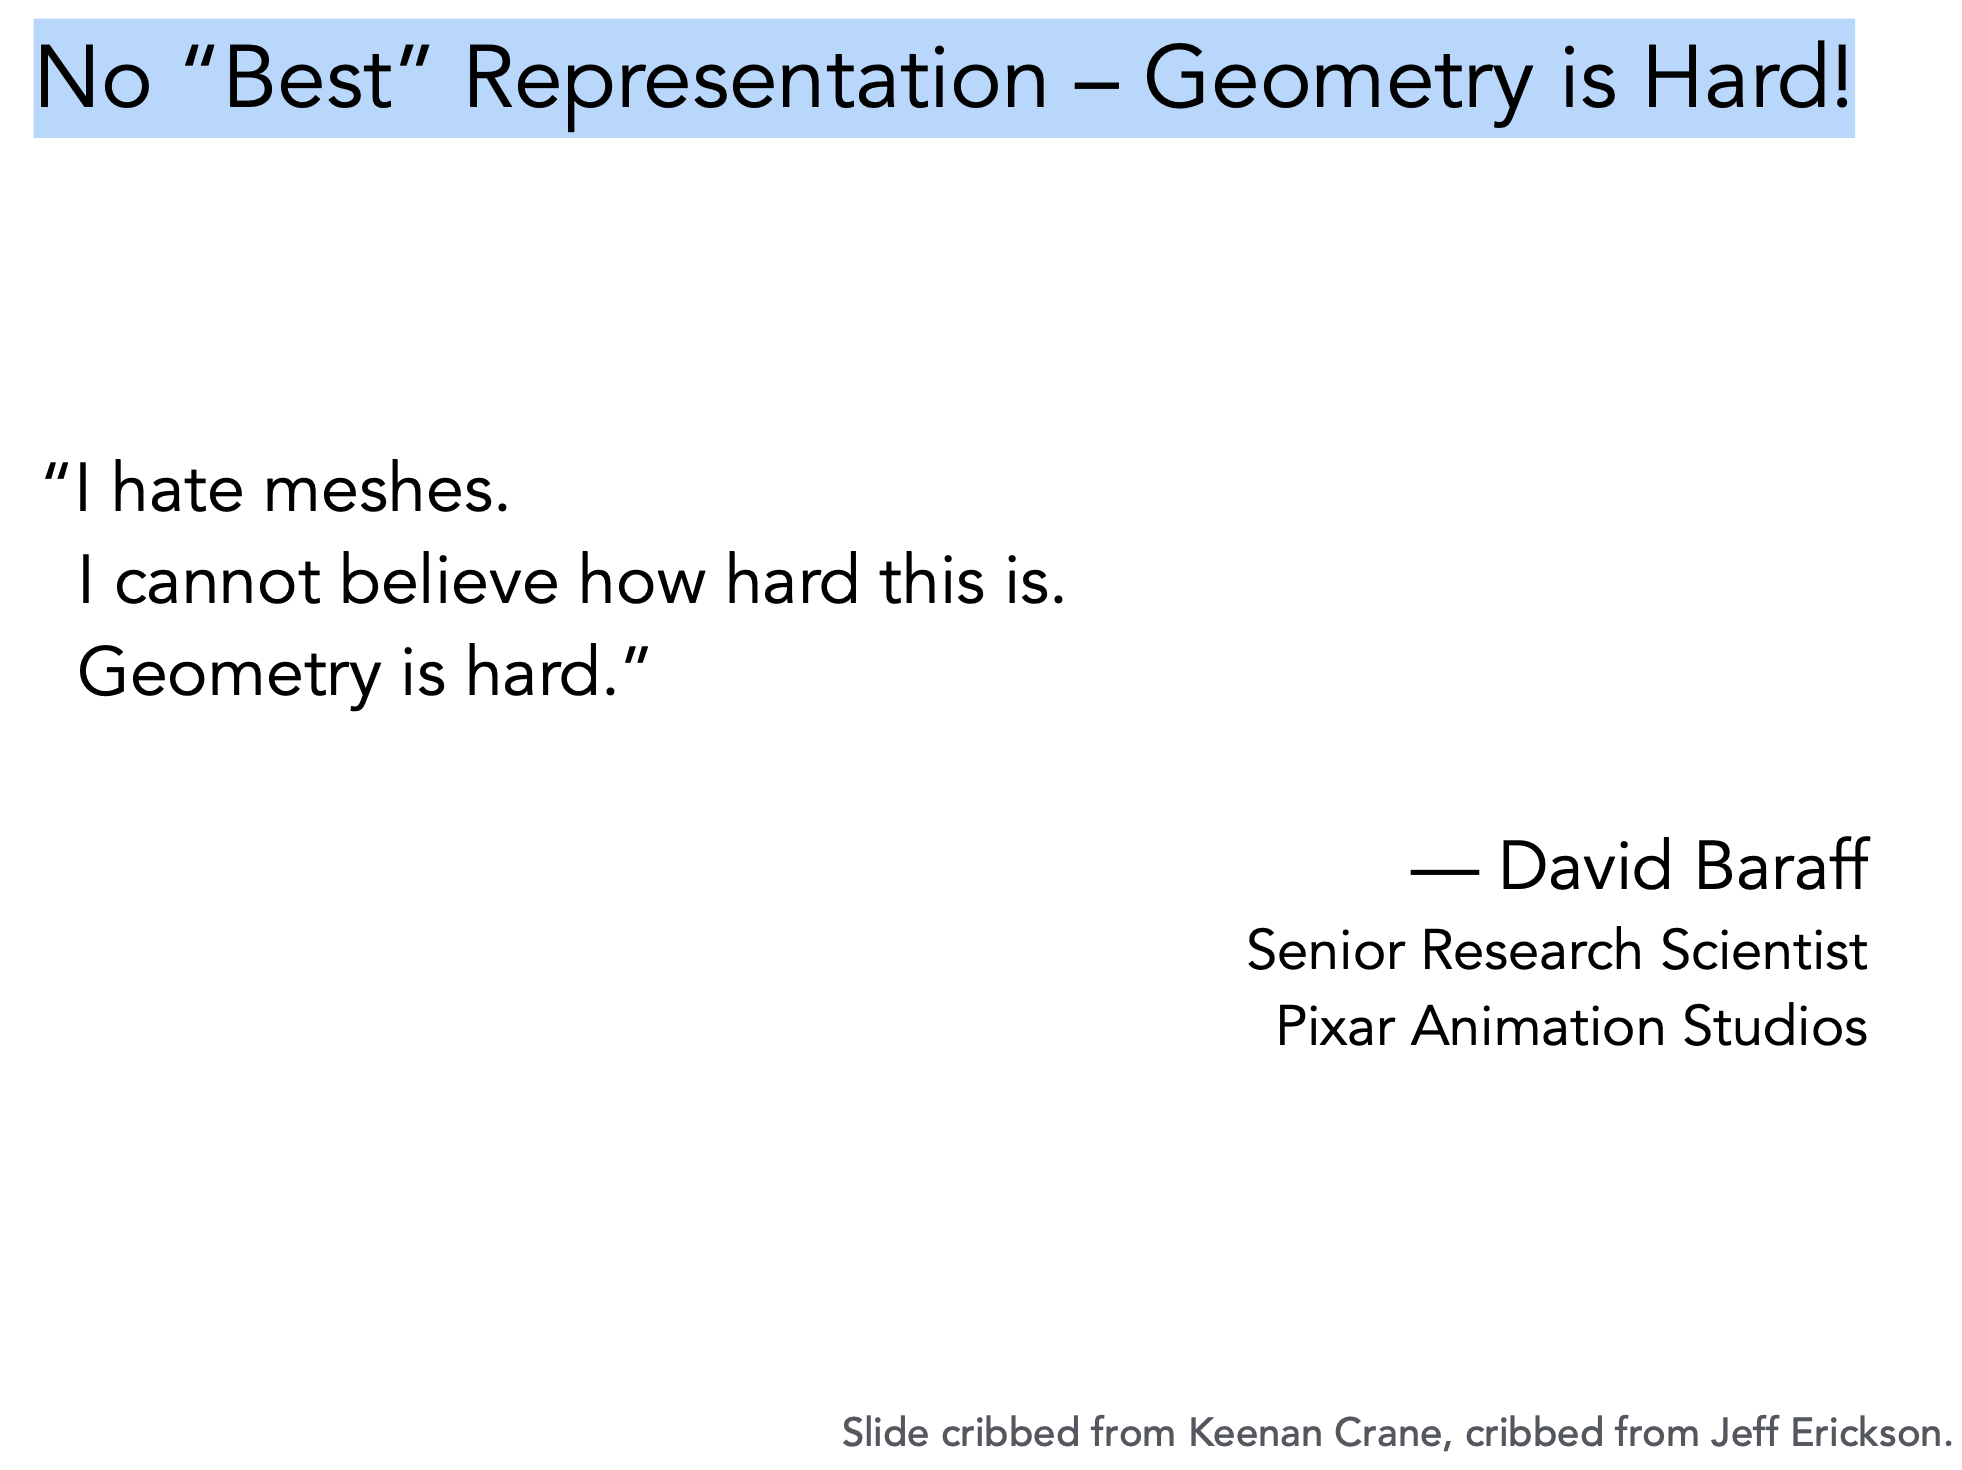 No “Best” Representation – Geometry is Hard!
“I hate meshes.
I cannot believe how hard this is.
Geometry is hard.”
— David Baraff
Senior Research Scientist
Pixar Animation Studios
Slide cribbed from Keenan Crane, cribbed from Jeff Erickson.